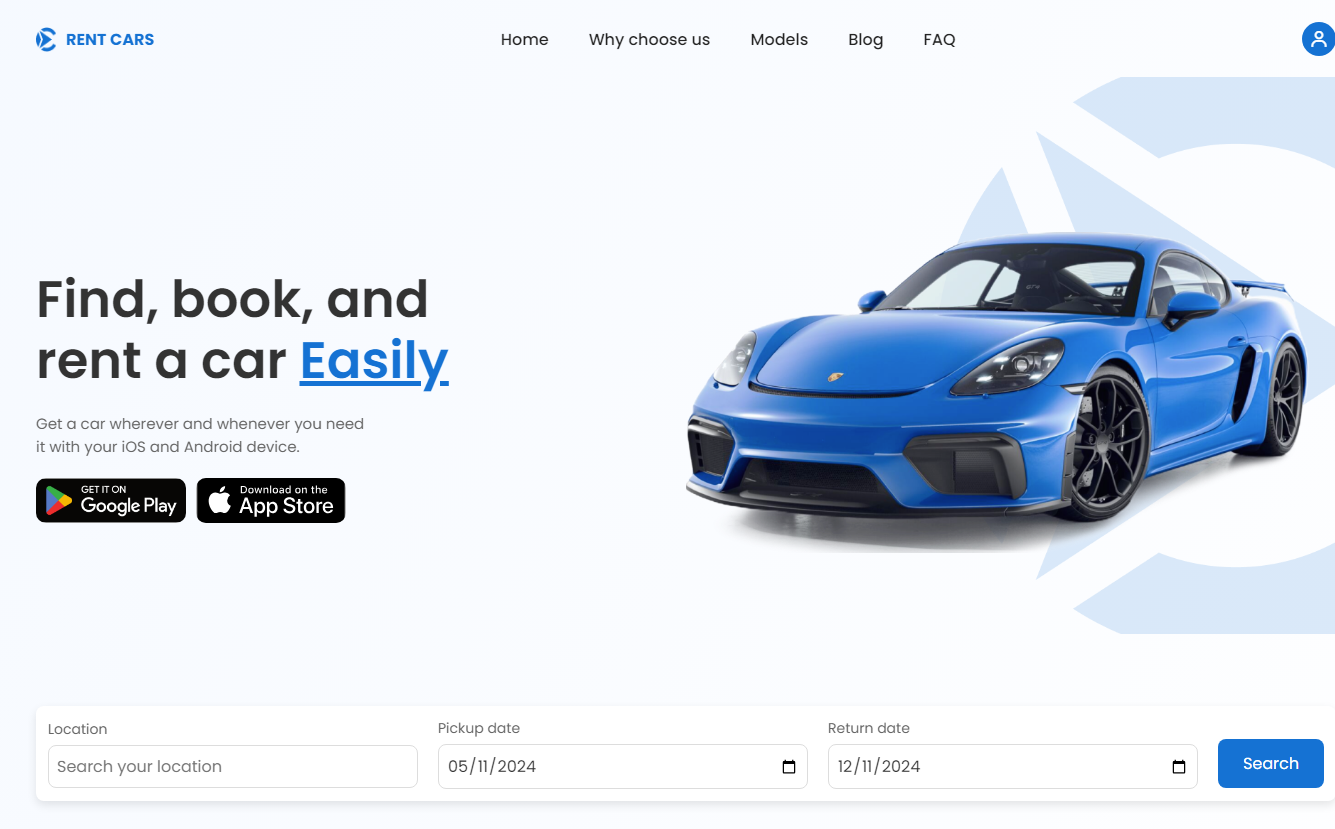 RENT CARS
Home
Why choose us
Models
Blog
FAQ
Find, book, and
rent a car Easily
Get a car wherever and whenever you need
it with your iOS and Android device.
GET IT ON
Google Play
Download on the
App Store
Location
Pickup date
Return date
Search your location
05/11/2024
12/11/2024
Search